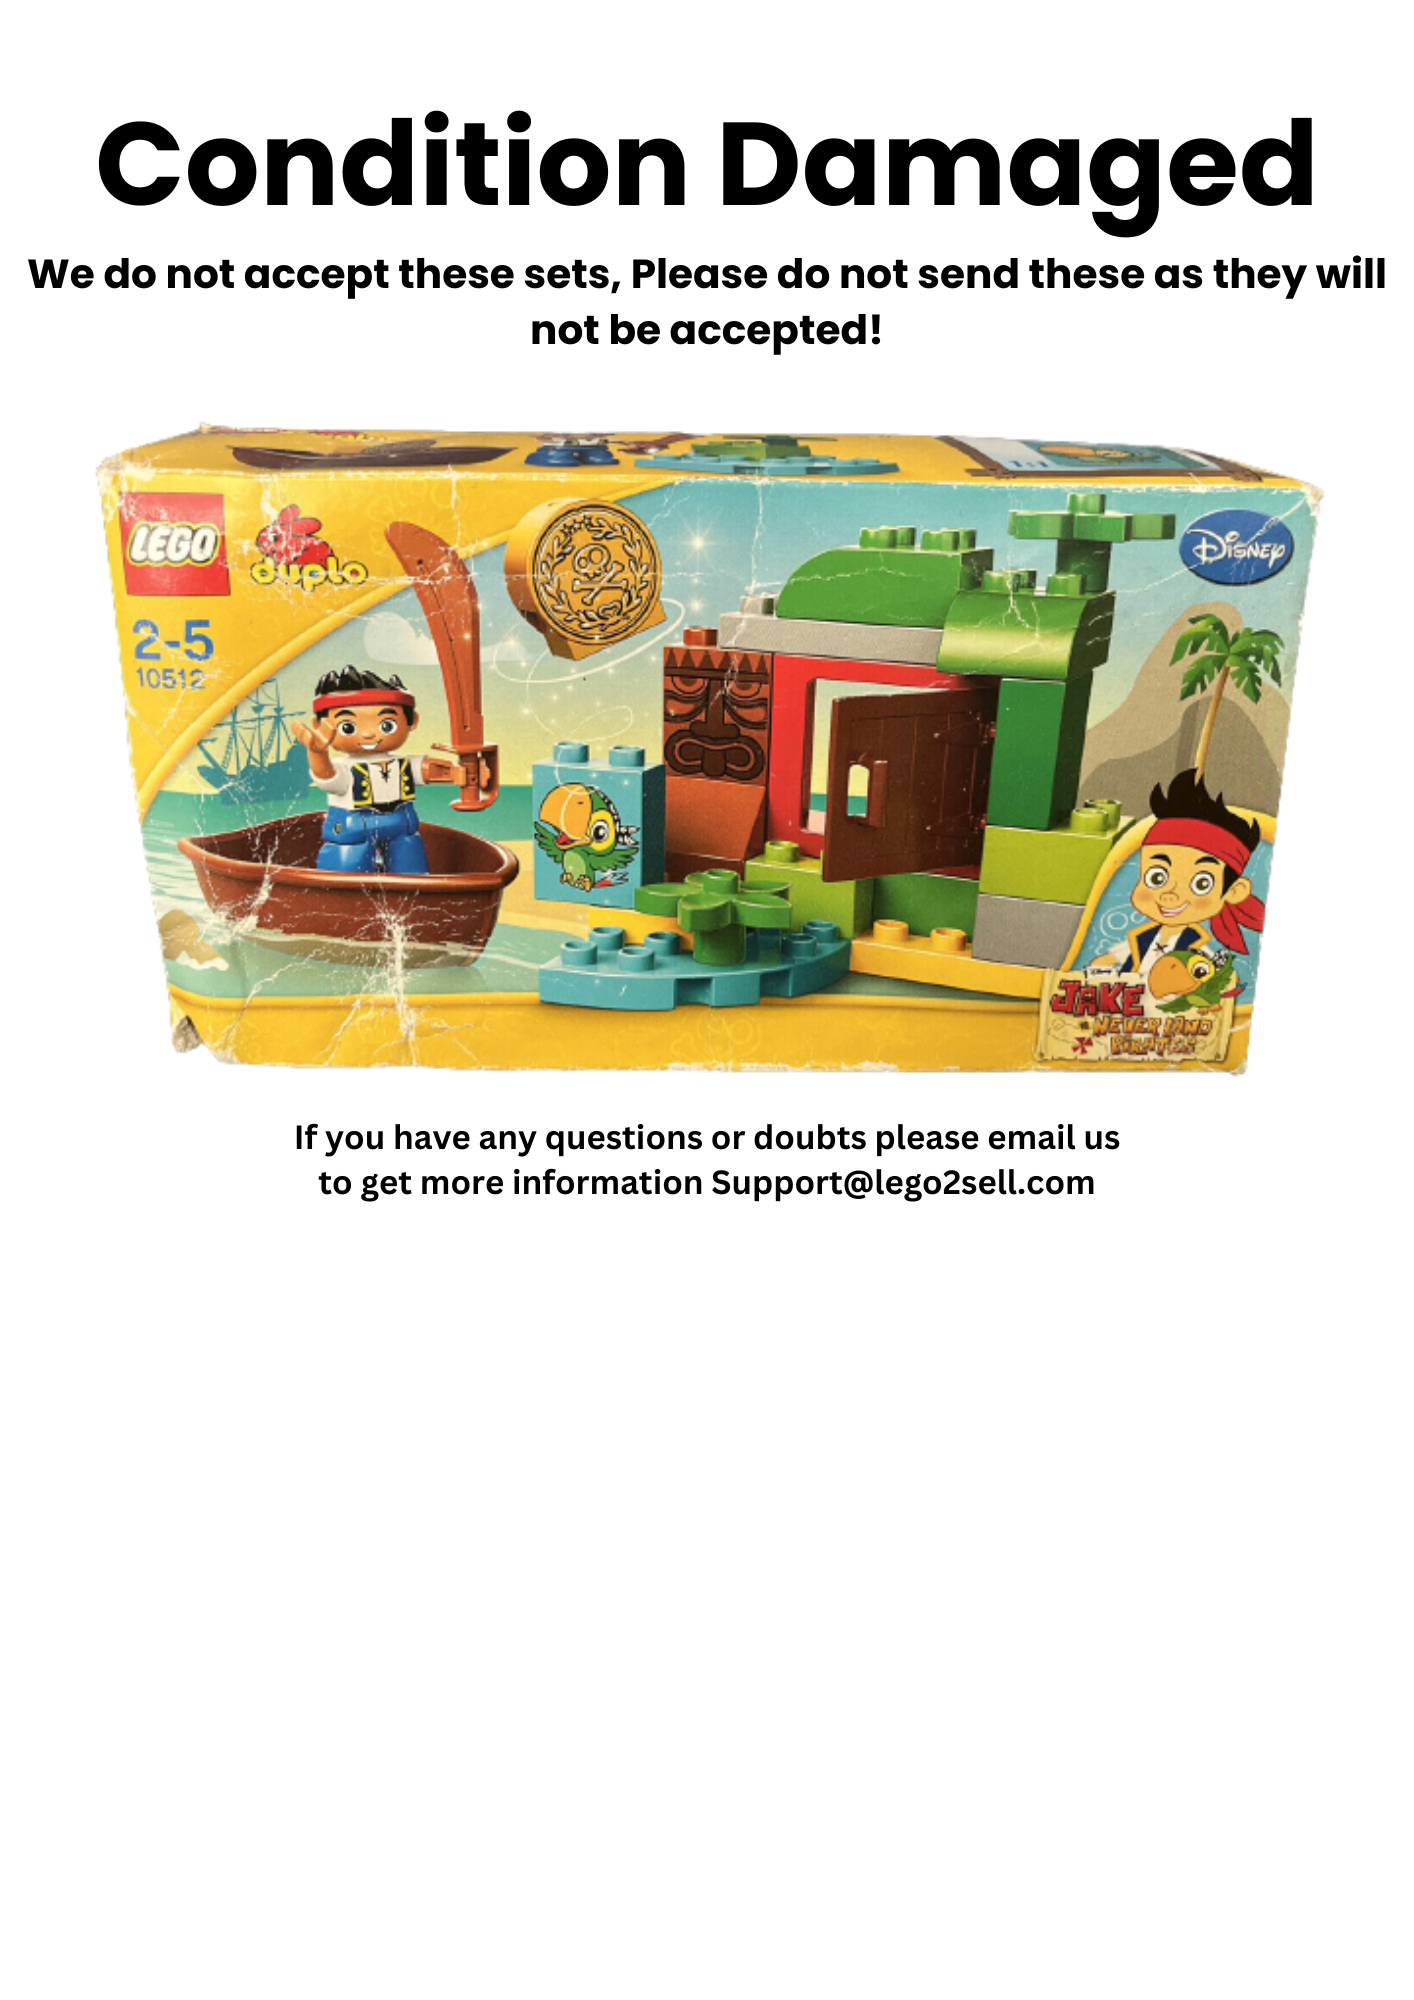 Condition Damaged
We do not accept these sets, Please do not send these as they will
not be accepted!
LEGO
duplo
2-5
10512
Disney
Disney
JAKE
NEVER LAND
PIRATES
If you have any questions or doubts please email us
to get more information Support@lego2sell.com